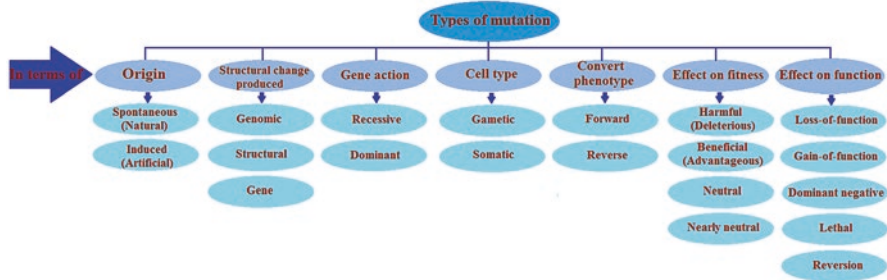 Types of mutation
In terms of
Origin
Structural change
produced
Gene action
Cell type
Convert
phenotype
Effect on fitness
Effect on function
Spontaneous
(Natural)
Induced
(Artificial)
Genomic
Structural
Gene
Recessive
Dominant
Gametic
Somatic
Forward
Reverse
Harmful
(Deleterious)
Beneficial
(Advantageous)
Neutral
Nearly neutral
Loss-of-function
Gain-of-function
Dominant negative
Lethal
Reversion